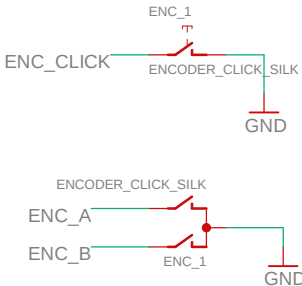 ENC_1
ENC_CLICK
ENCODER_CLICK_SILK
GND
ENCODER_CLICK_SILK
ENC_A
ENC_B
ENC_1
GND